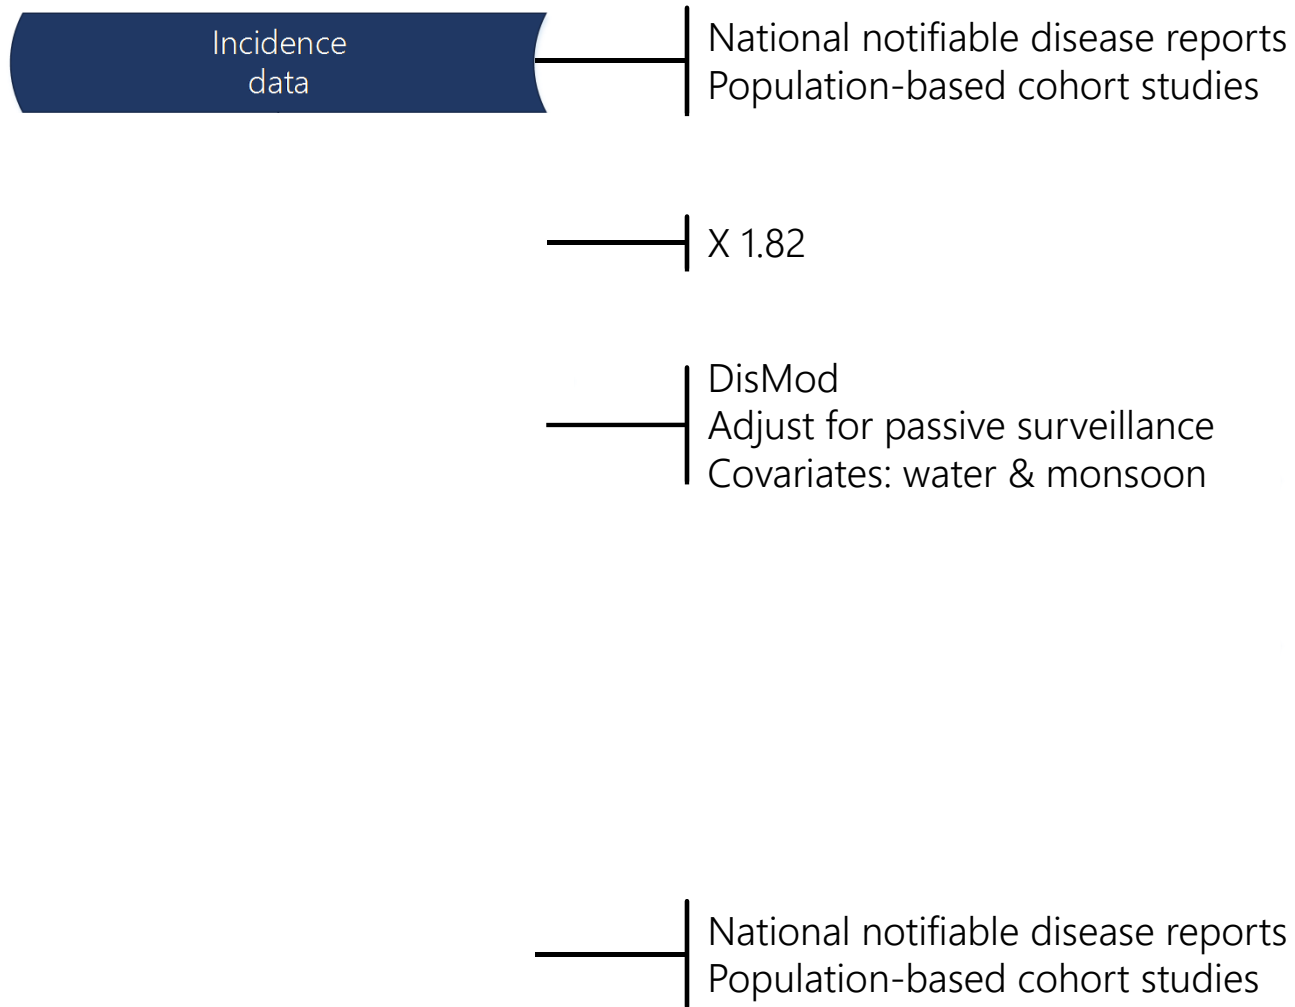 Incidence
data
National notifiable disease reports
Population-based cohort studies
X 1.82
DisMod
Adjust for passive surveillance
Covariates: water & monsoon
National notifiable disease reports
Population-based cohort studies